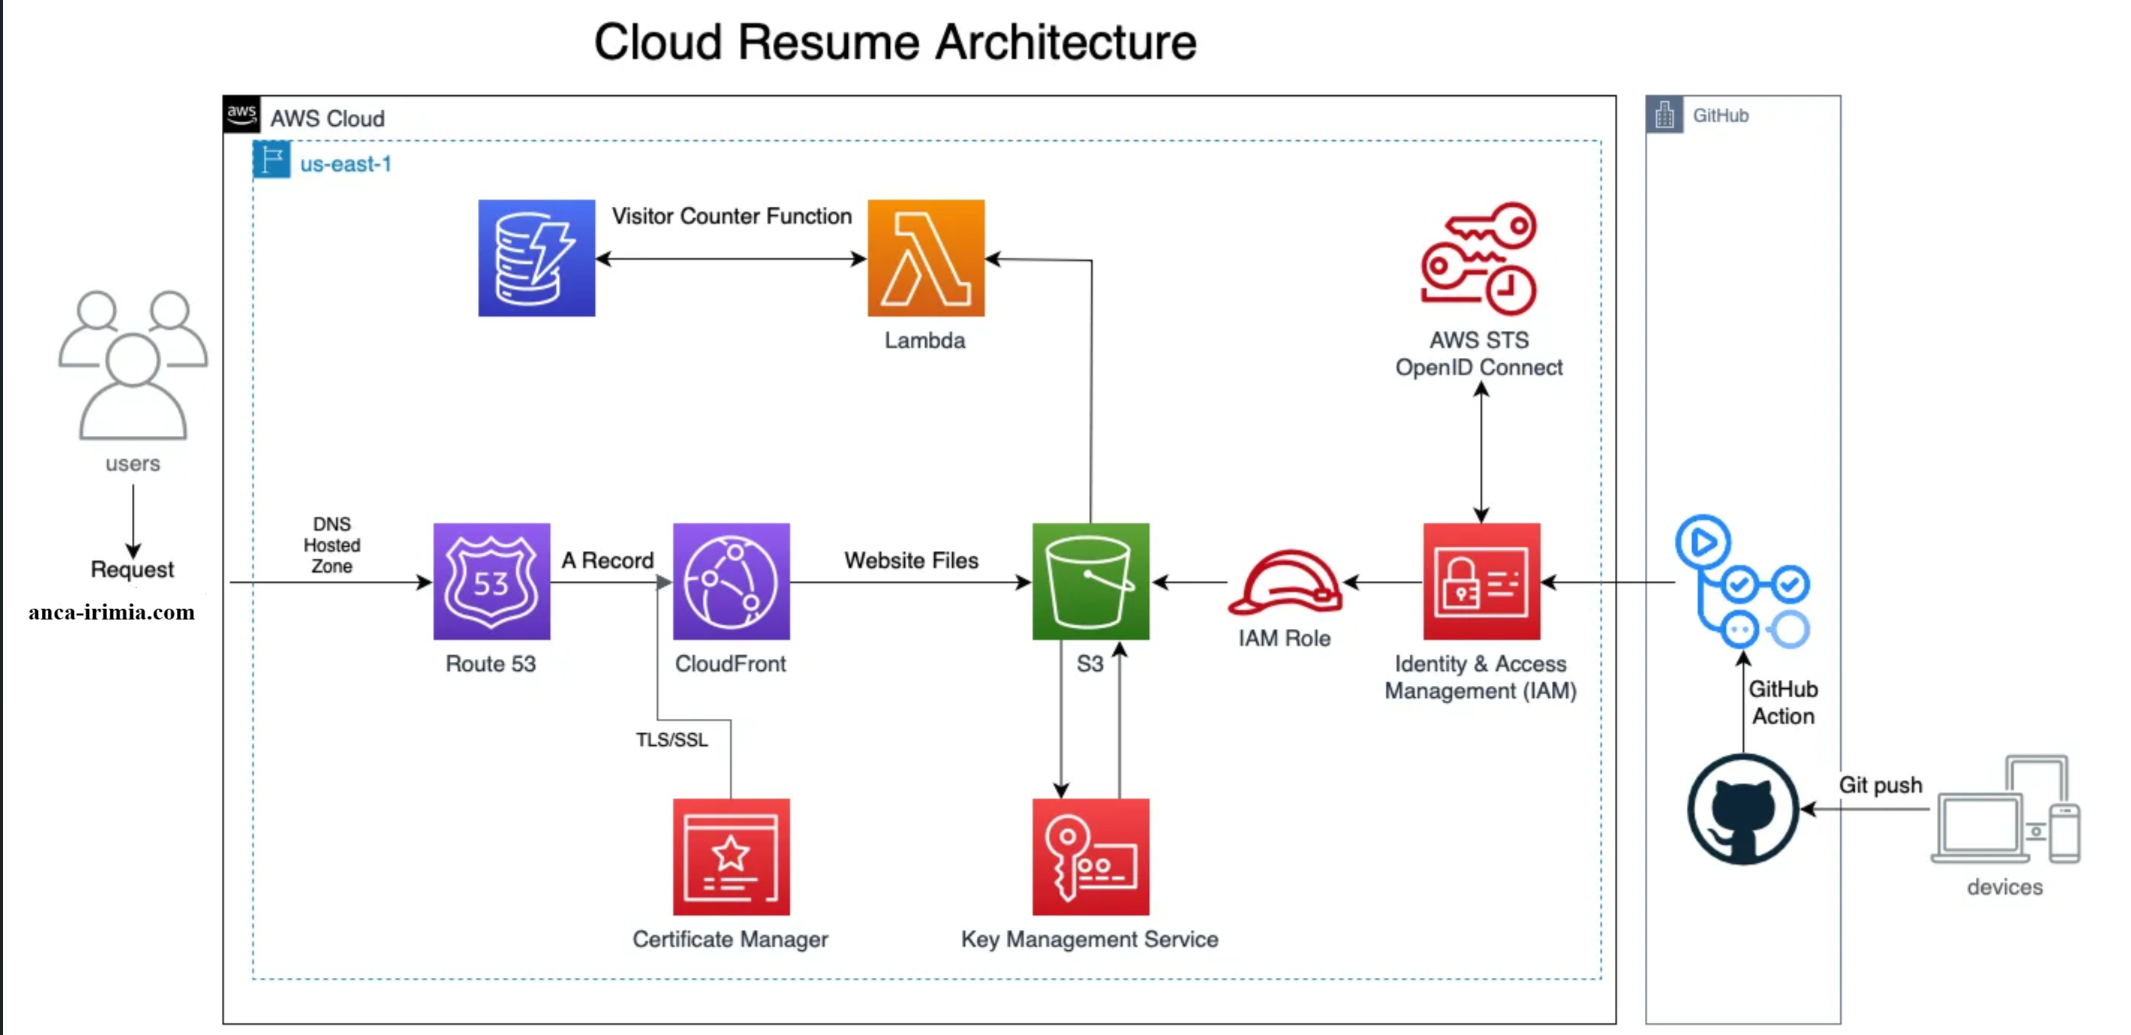 Cloud Resume Architecture
aws
AWS Cloud
GitHub
us-east-1
Visitor Counter Function
Lambda
AWS STS
OpenID Connect
users
Request
anca-irimia.com
DNS
Hosted
Zone
53
Route 53
A Record
CloudFront
Website Files
S3
IAM Role
Identity & Access
Management (IAM)
GitHub
Action
TLS/SSL
Git push
devices
Certificate Manager
Key Management Service